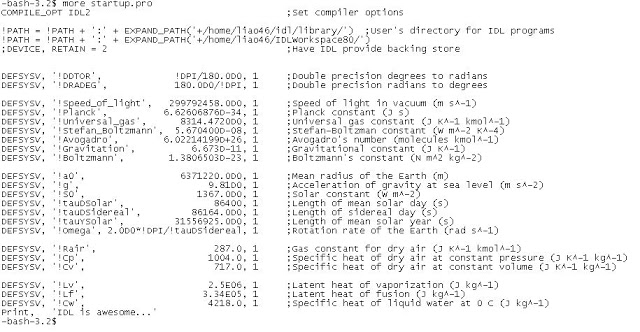 -bash-3.2$ more startup.pro
COMPILE_OPT IDL2 ;Set compiler options
!PATH = !PATH + ':' + EXPAND_PATH('+/home/liao46/idl/library/') ;User's directory for IDL programs
!PATH = !PATH + ':' + EXPAND_PATH('+/home/liao46/IDLWorkspace80/')
;DEVICE, RETAIN = 2 ;Have IDL provide backing store
DEFSYSV, '!DDTOR', !DPI/180.0D0, 1 ;Double precision degrees to radians
DEFSYSV, '!DRADEG', 180.0D0/!DPI, 1 ;Double precision radians to degrees
DEFSYSV, '!Speed_of_light', 299792458.0D0, 1 ;Speed of light in vacuum (m s^-1)
DEFSYSV, '!Planck', 6.62606876D-34, 1 ;Planck constant (J s)
DEFSYSV, '!Universal_gas', 8314.472D0, 1 ;Universal gas constant (J K^-1 kmol^-1)
DEFSYSV, '!Stefan_Boltzmann', 5.670400D-08, 1 ;Stefan-Boltzman constant (W m^-2 K^-4)
DEFSYSV, '!Avogadro', 6.02214199D+26, 1 ;Avogadro's number (molecules kmol^-1)
DEFSYSV, '!Gravitation', 6.673D-11, 1 ;Gravitational constant (J K^-1)
DEFSYSV, '!Boltzmann', 1.3806503D-23, 1 ;Boltzmann's constant (N m^2 kg^-2)
DEFSYSV, '!a0', 6371220.0D0, 1 ;Mean radius of the Earth (m)
DEFSYSV, '!g', 9.81D0, 1 ;Acceleration of gravity at sea level (m s^-2)
DEFSYSV, '!S0', 1367.0D0, 1 ;Solar constant (W m^-2)
DEFSYSV, '!tauDSolar', 86400, 1 ;Length of mean solar day (s)
DEFSYSV, '!tauDSidereal', 86164.0D0, 1 ;Length of sidereal day (s)
DEFSYSV, '!tauYSolar', 31556925.0D0, 1 ;Length of mean solar year (s)
DEFSYSV, '!Omega', 2.0D0*!DPI/!tauDSidereal, 1 ;Rotation rate of the Earth (rad s^-1)
DEFSYSV, '!Rair', 287.0, 1 ;Gas constant for dry air (J K^-1 kmol^-1)
DEFSYSV, '!Cp', 1004.0, 1 ;Specific heat of dry air at constant pressure (J K^-1 kg^-1)
DEFSYSV, '!Cv', 717.0, 1 ;Specific heat of dry air at constant volume (J K^-1 kg^-1)
DEFSYSV, '!Lv', 2.5E06, 1 ;Latent heat of vaporization (J kg^-1)
DEFSYSV, '!Lf', 3.34E05, 1 ;Latent heat of fusion (J kg^-1)
DEFSYSV, '!Cw', 4218.0, 1 ;Specific heat of liquid water at 0 C (J kg^-1)
Print, 'IDL is awesome...'
-bash-3.2$